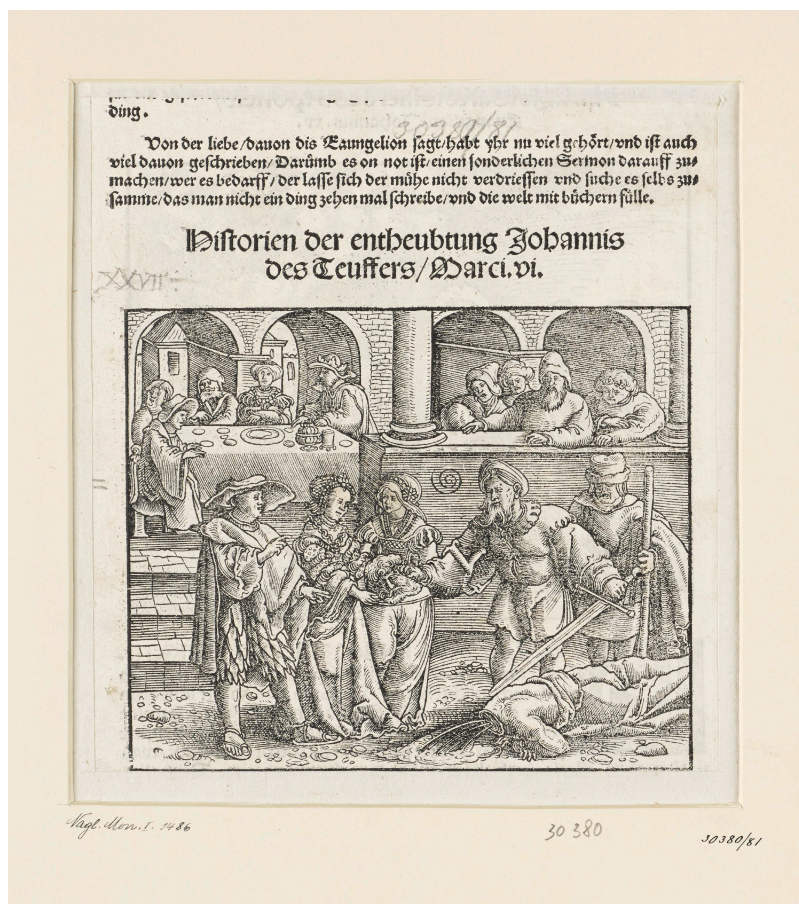 ding.
30380/81
Von der liebe/dauon dis Euangelion sagt/habt yhr nu viel gehört/vnd ist auch
viel dauon geschrieben/Darümb es on not ist/einen sonderlichen Sermon darauff zu⸗
machen/wer es bedarff/der lasse sich der mühe nicht verdriessen vnd suche es selbs zu⸗
samme/das man nicht ein ding zehen mal schreibe/vnd die welt mit büchern fülle.
Historien der entheubtung Johannis
des Teuffers/Marci.vi.
XXVII
Nagl. Mon. I. 1486
30 380
30380/81